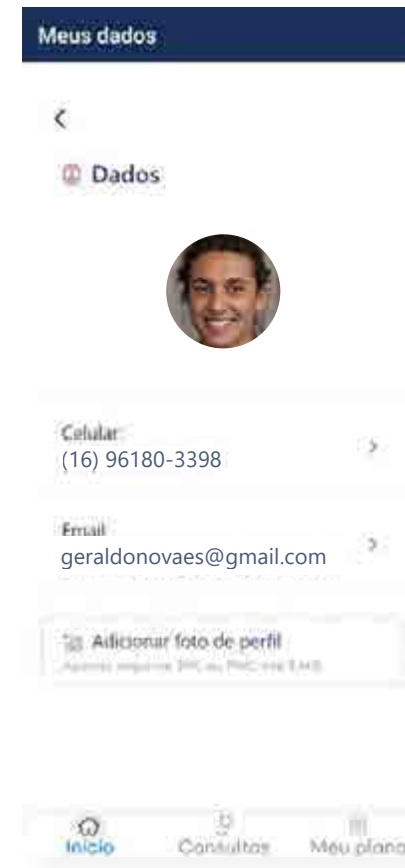 Meus dados
Dados
Celular
(16) 96180-3398
Email
geraldonovaes@gmail.com
Adicionar foto de perfil
Início
Consultas
Meu plano